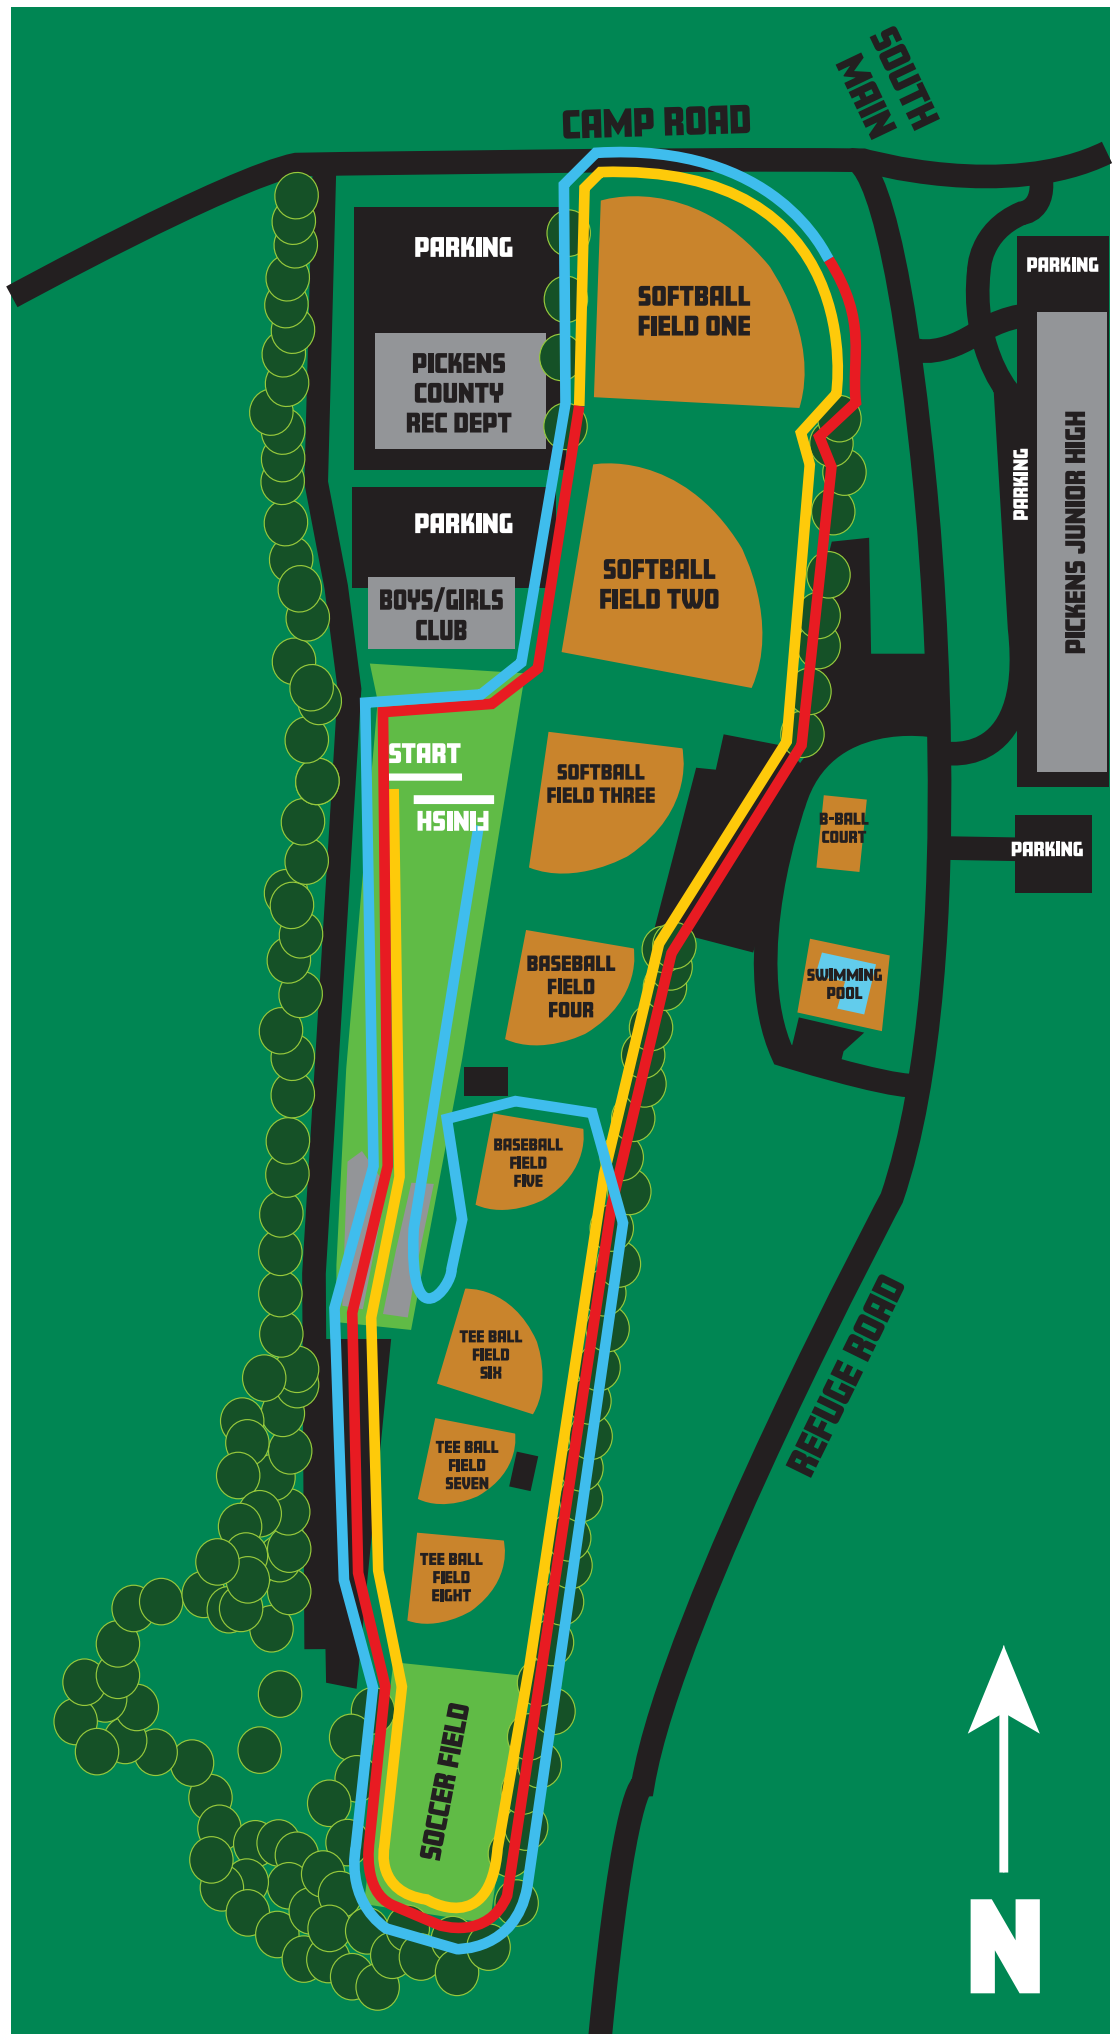 SOUTH
MAIN
CAMP ROAD
PARKING
PARKING
SOFTBALL
FIELD ONE
PICKENS
COUNTY
REC DEPT
PICKENS JUNIOR HIGH
PARKING
PARKING
SOFTBALL
FIELD TWO
BOYS/GIRLS
CLUB
START
FINISH
SOFTBALL
FIELD THREE
B-BALL
COURT
PARKING
BASEBALL
FIELD
FOUR
SWIMMING
POOL
BASEBALL
FIELD
FIVE
TEE BALL
FIELD
SIX
REFUGE ROAD
TEE BALL
FIELD
SEVEN
TEE BALL
FIELD
EIGHT
SOCCER FIELD
N